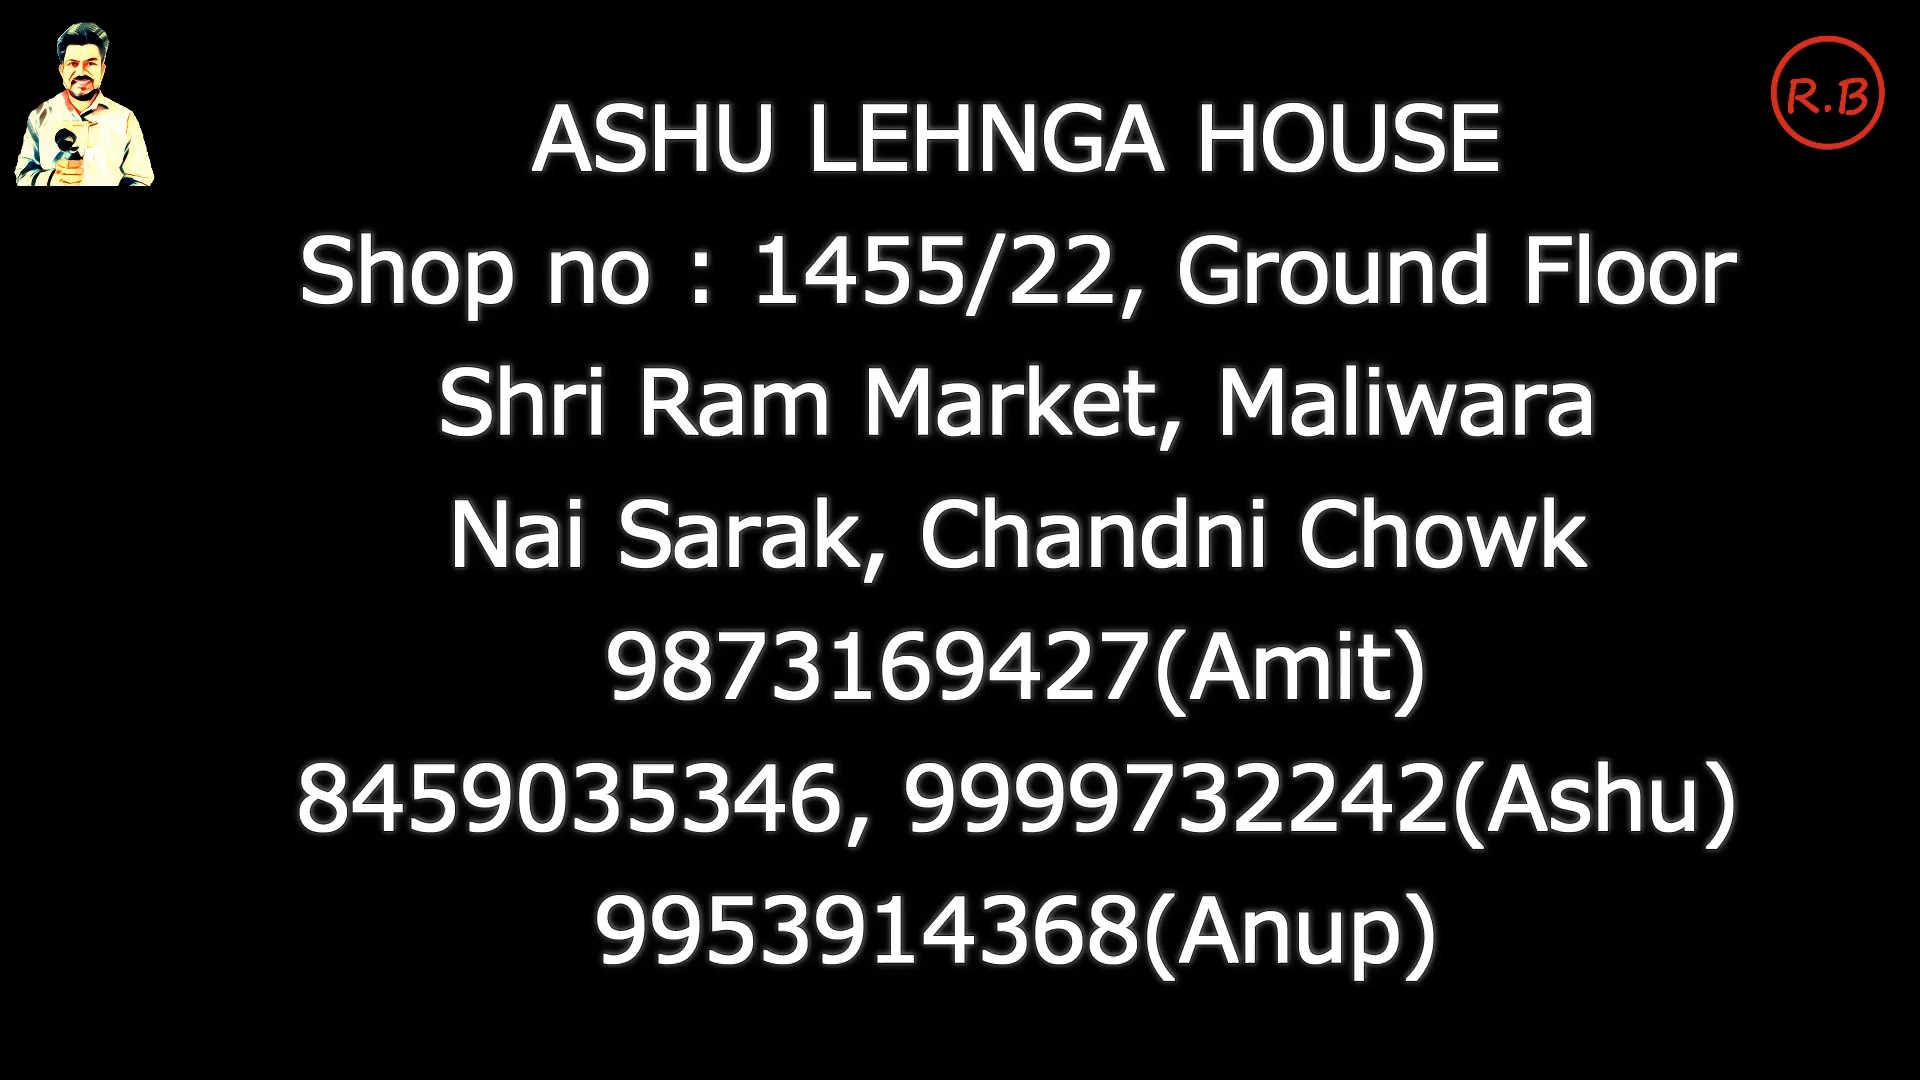 R.B
ASHU LEHNGA HOUSE
Shop no : 1455/22, Ground Floor
Shri Ram Market, Maliwara
Nai Sarak, Chandni Chowk
9873169427(Amit)
8459035346, 9999732242(Ashu)
9953914368(Anup)